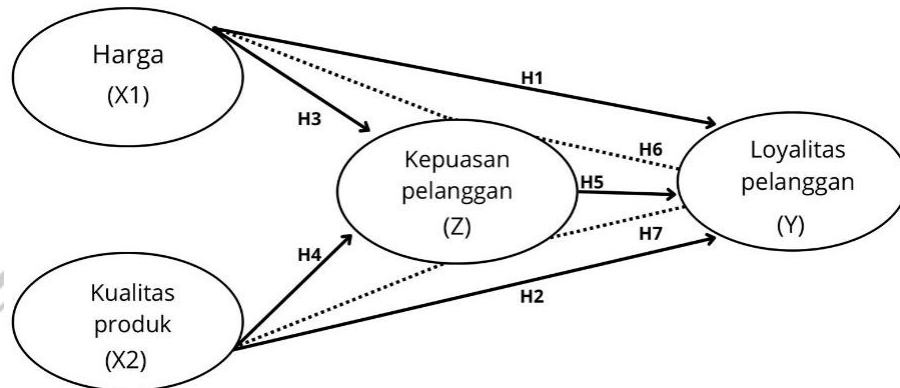 Harga
(X1)
H1
H3
Kepuasan
pelanggan
(Z)
H6
H5
Loyalitas
pelanggan
(Y)
H7
H4
H2
Kualitas
produk
(X2)